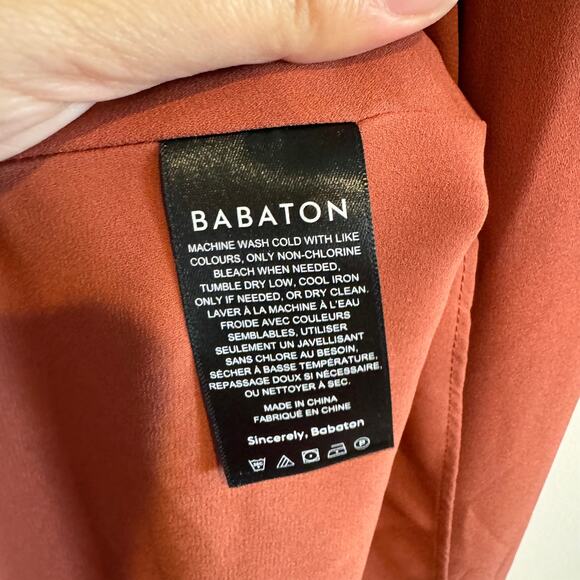 BABATON
MACHINE WASH COLD WITH LIKE
COLOURS, ONLY NON-CHLORINE
BLEACH WHEN NEEDED,
TUMBLE DRY LOW, COOL IRON
ONLY IF NEEDED, OR DRY CLEAN.
LAVER À LA MACHINE À L'EAU
FROIDE AVEC COULEURS
SEMBLABLES, UTILISER
SEULEMENT UN JAVELLISANT
SANS CHLORE AU BESOIN,
SÉCHER À BASSE TEMPÉRATURE,
REPASSAGE DOUX SI NÉCESSAIRE,
OU NETTOYER À SEC.
MADE IN CHINA
FABRIQUÉ EN CHINE
Sincerely, Babaton